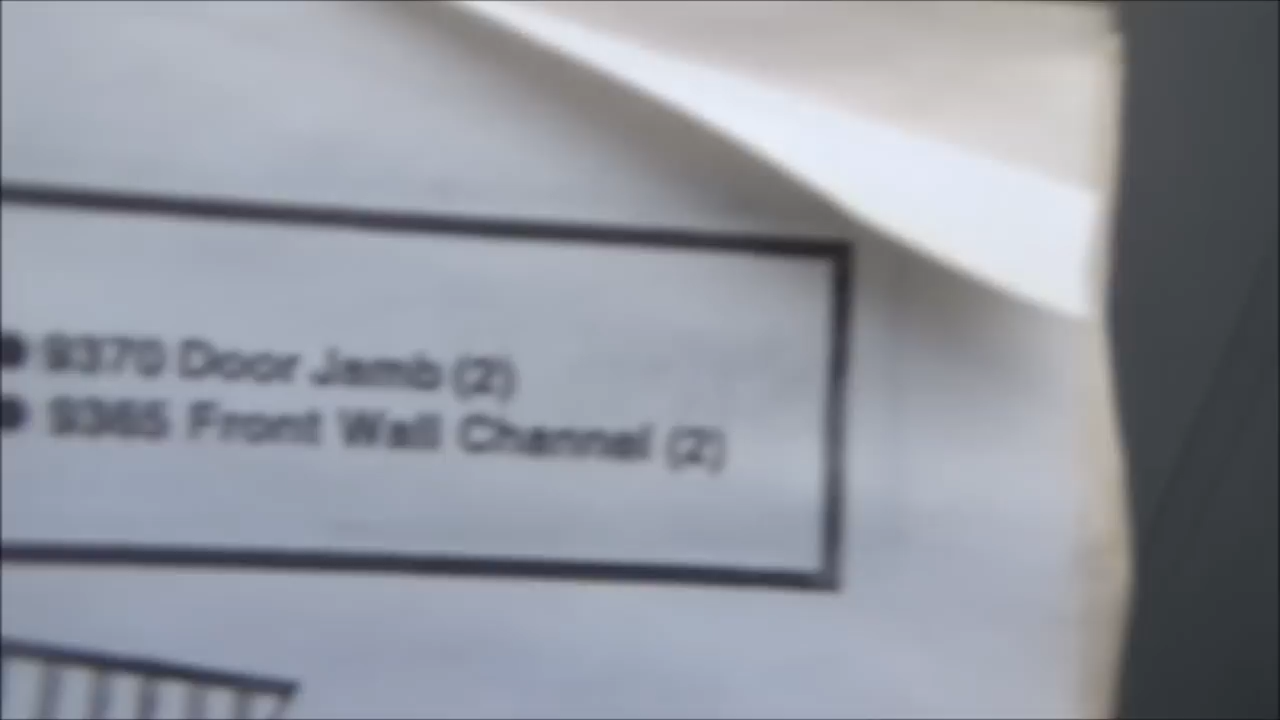 ● 9370 Door Jamb (2)
● 9365 Front Wall Channel (2)